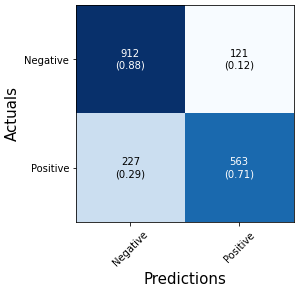 Actuals
Negative
912
(0.88)
121
(0.12)
Positive
227
(0.29)
563
(0.71)
Negative
Positive
Predictions